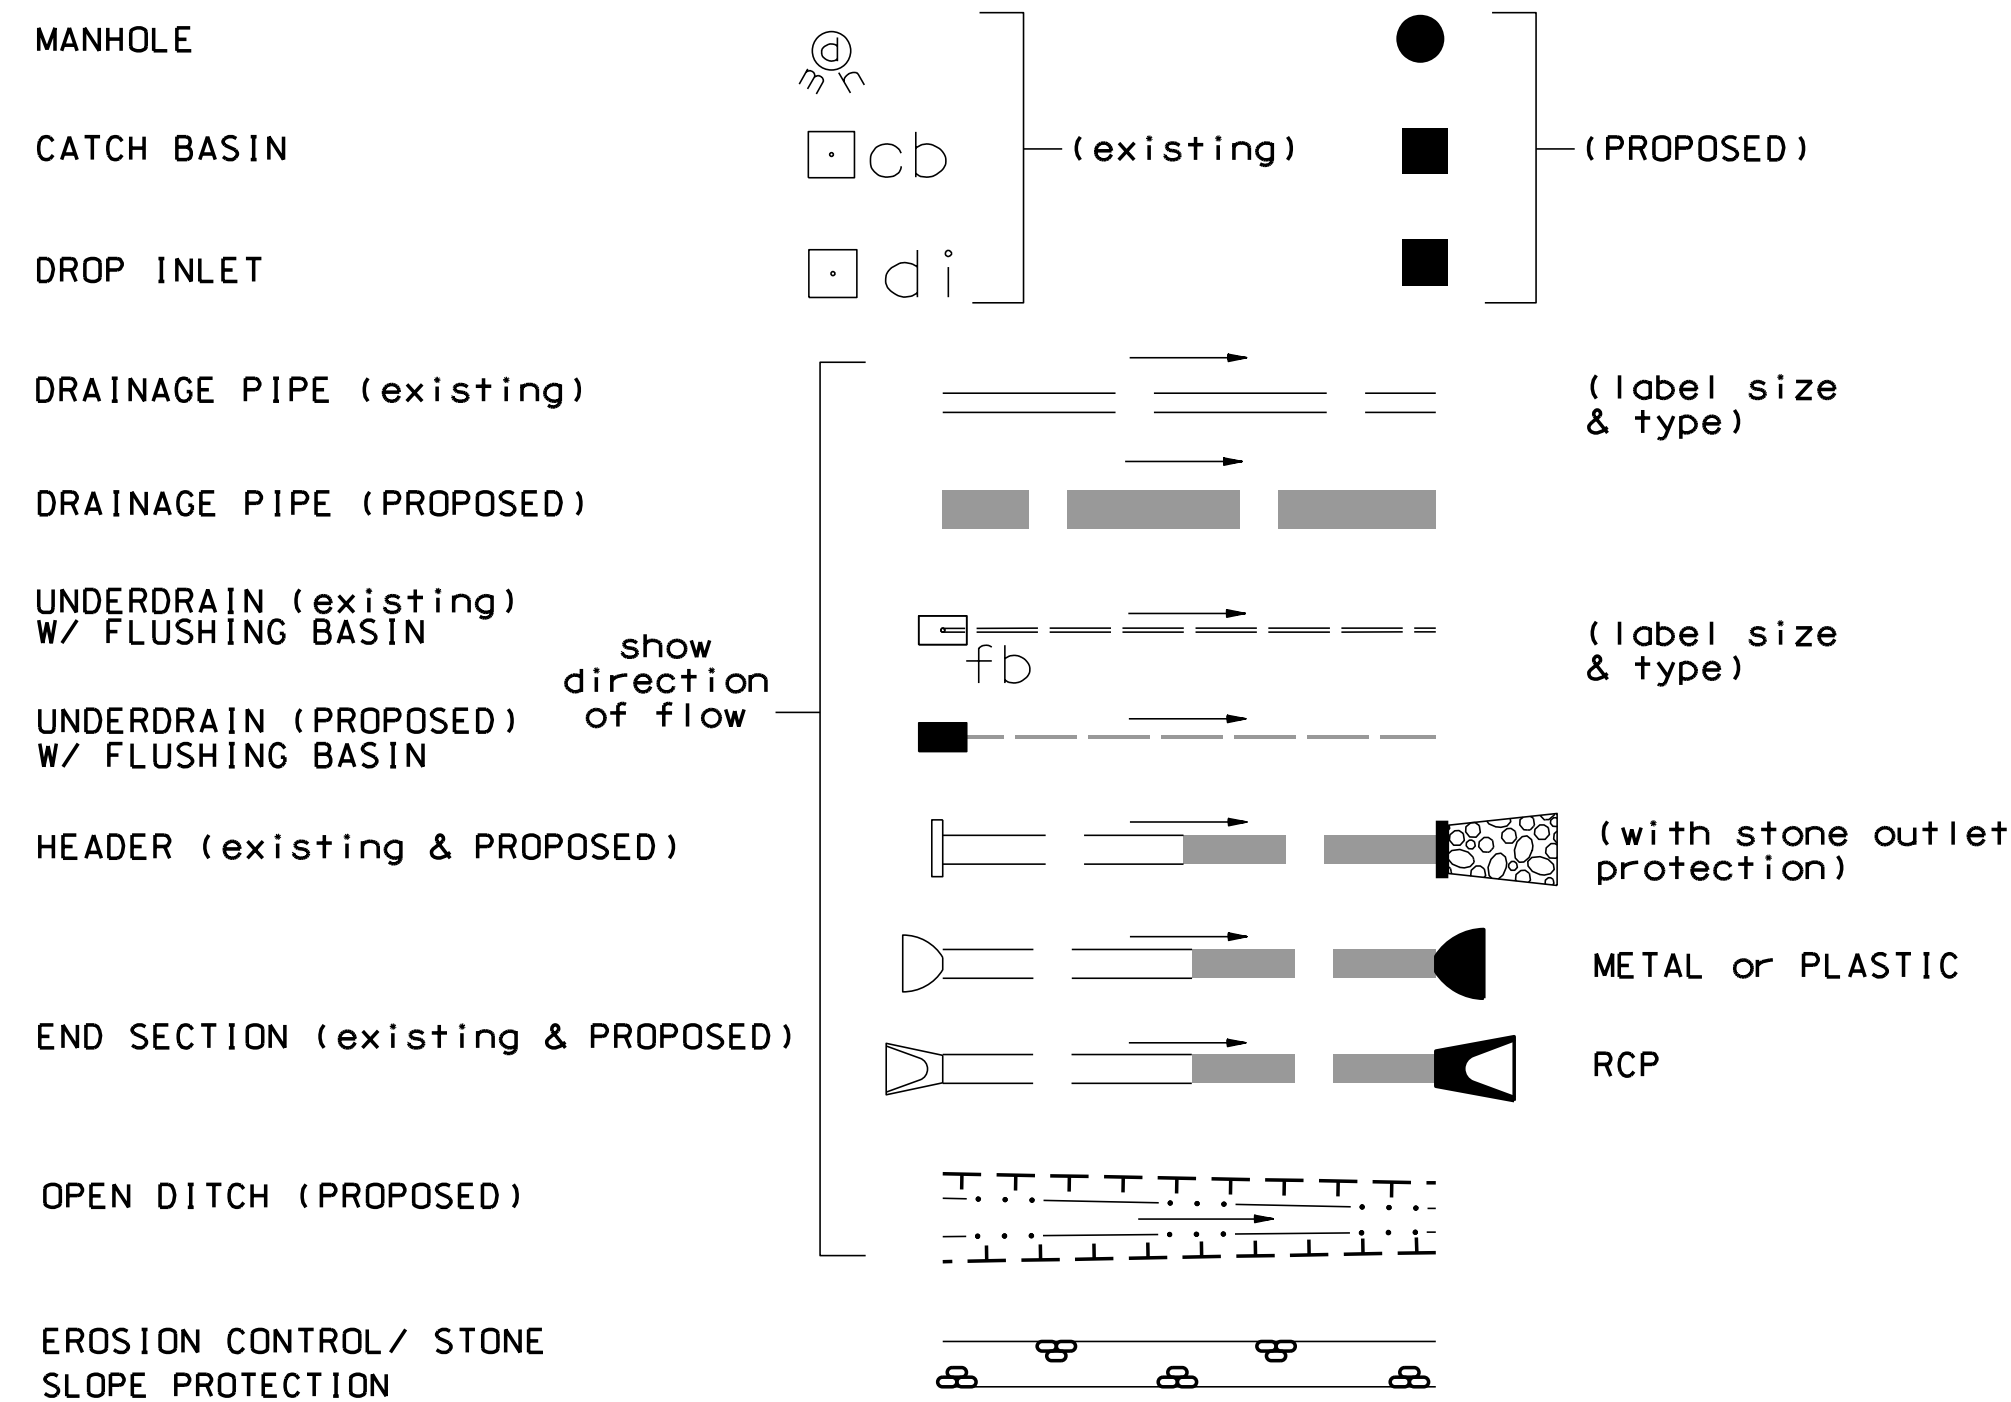 MANHOLE
d
mh
CATCH BASIN
cb
(existing)
(PROPOSED)
DROP INLET
di
DRAINAGE PIPE (existing)
(label size
& type)
DRAINAGE PIPE (PROPOSED)
UNDERDRAIN (existing)
W/ FLUSHING BASIN
fb
(label size
& type)
show
direction
of flow
UNDERDRAIN (PROPOSED)
W/ FLUSHING BASIN
HEADER (existing & PROPOSED)
(with stone outlet
protection)
METAL or PLASTIC
END SECTION (existing & PROPOSED)
RCP
OPEN DITCH (PROPOSED)
EROSION CONTROL/ STONE
SLOPE PROTECTION